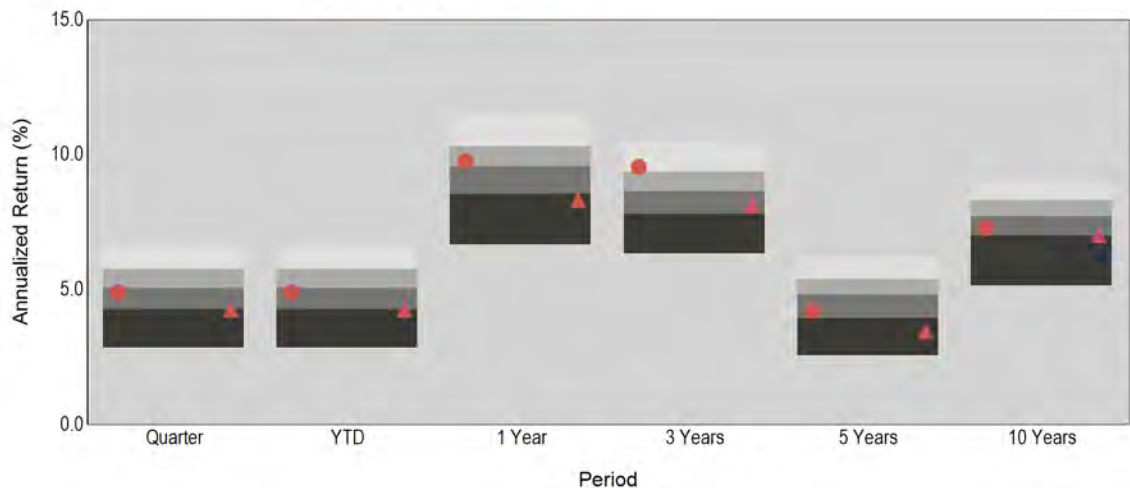 15.0
10.0
5.0
0.0
Annualized Return (%)
Quarter YTD 1 Year 3 Years 5 Years 10 Years
Period